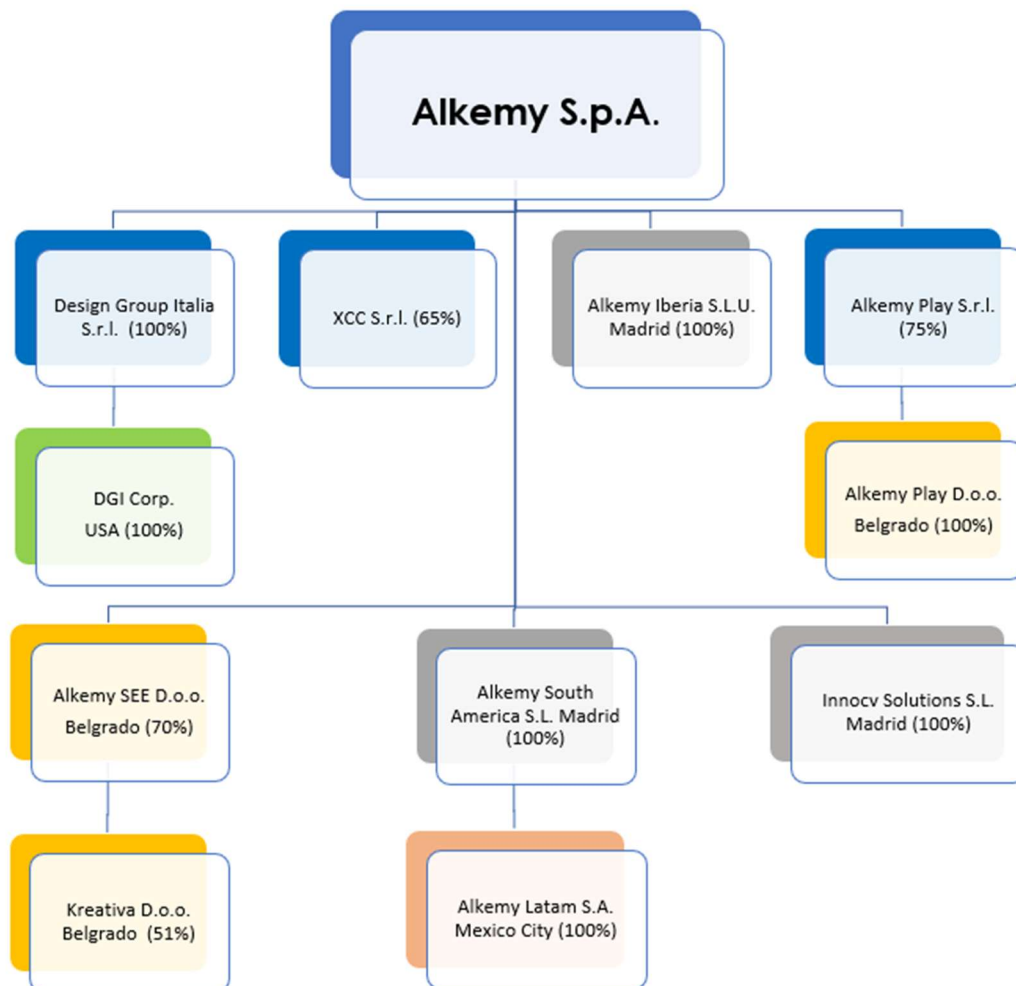 Alkemy S.p.A.
Design Group Italia
S.r.l. (100%)
XCC S.r.l. (65%)
Alkemy Iberia S.L.U.
Madrid (100%)
Alkemy Play S.r.l.
(75%)
DGI Corp.
USA (100%)
Alkemy Play D.o.o.
Belgrado (100%)
Alkemy SEE D.o.o.
Belgrado (70%)
Alkemy South
America S.L. Madrid
(100%)
Innocv Solutions S.L.
Madrid (100%)
Kreativa D.o.o.
Belgrado (51%)
Alkemy Latam S.A.
Mexico City (100%)